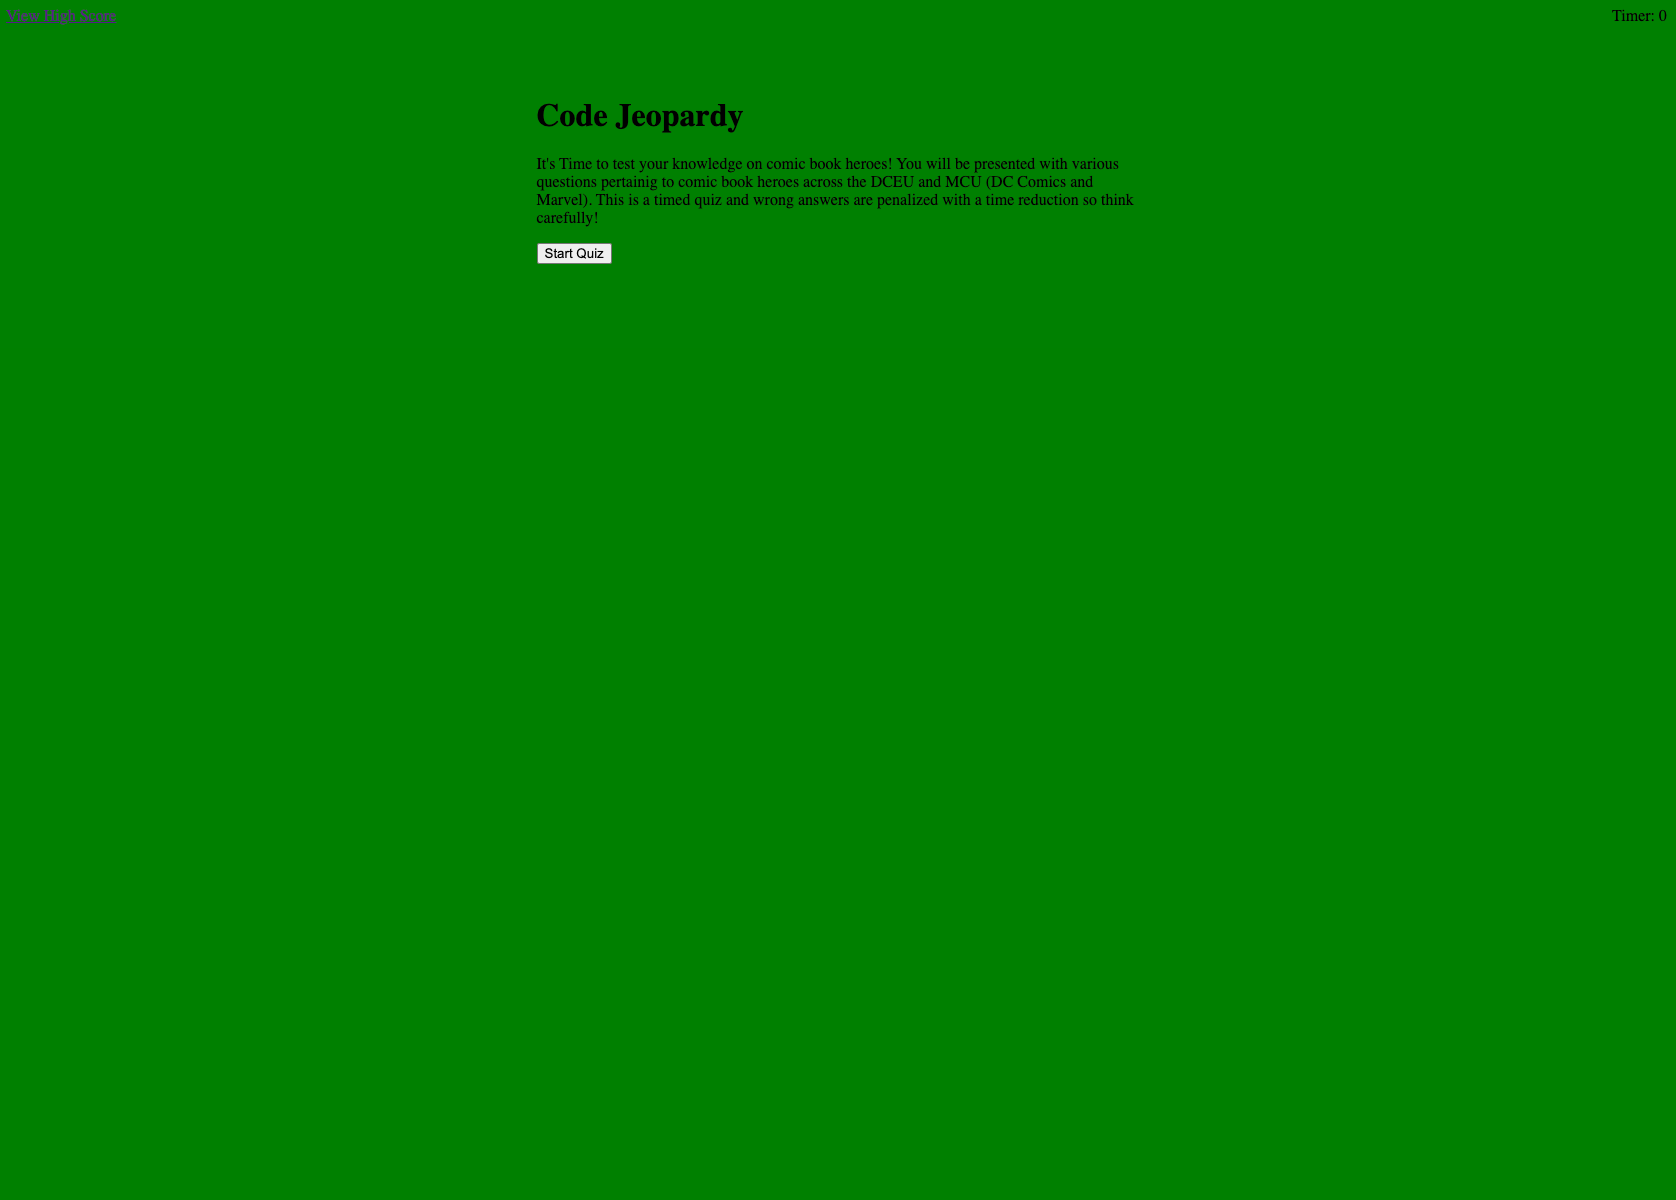 View High Score
Timer: 0
Code Jeopardy
It's Time to test your knowledge on comic book heroes! You will be presented with various
questions pertainig to comic book heroes across the DCEU and MCU (DC Comics and
Marvel). This is a timed quiz and wrong answers are penalized with a time reduction so think
carefully!
Start Quiz